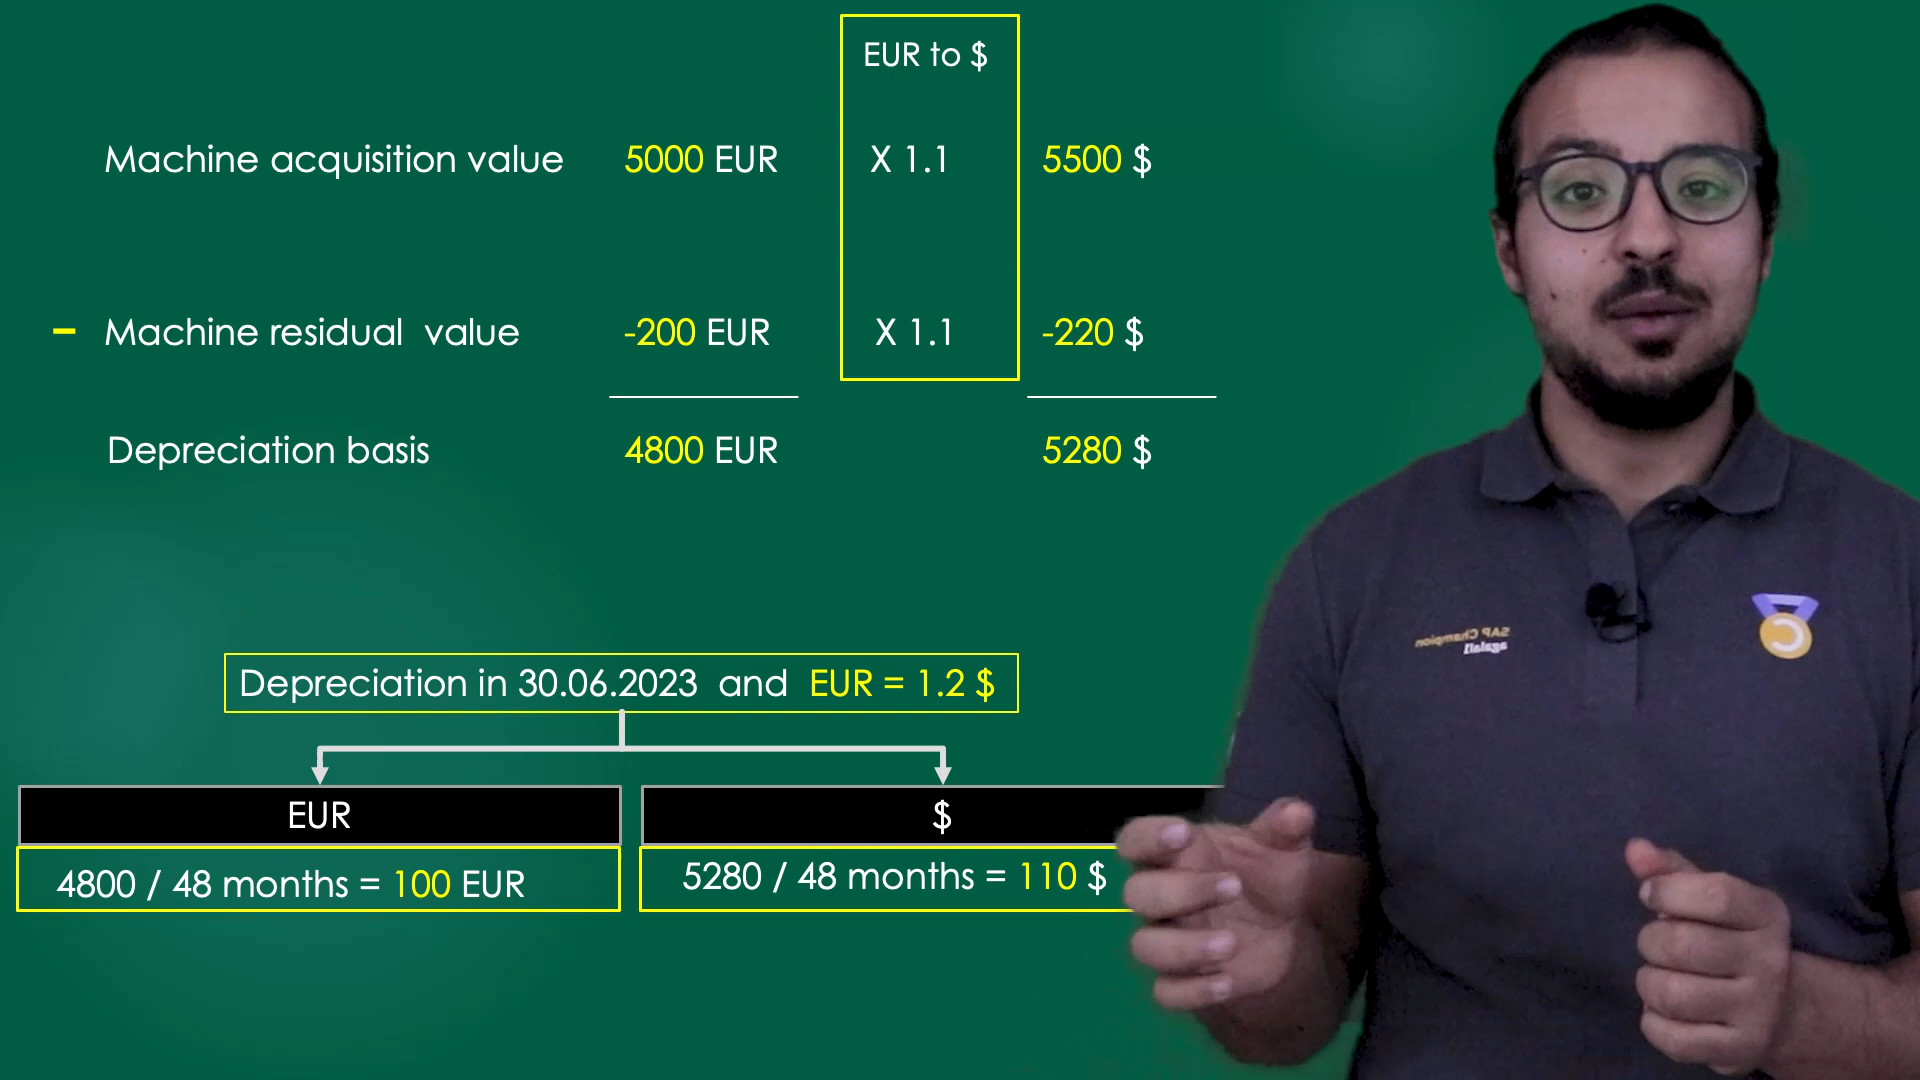 EUR to $
Machine acquisition value 5000 EUR X 1.1 5500 $
– Machine residual value -200 EUR X 1.1 -220 $
Depreciation basis 4800 EUR 5280 $
Depreciation in 30.06.2023 and EUR = 1.2 $
EUR $
4800 / 48 months = 100 EUR 5280 / 48 months = 110 $
SAP Champion